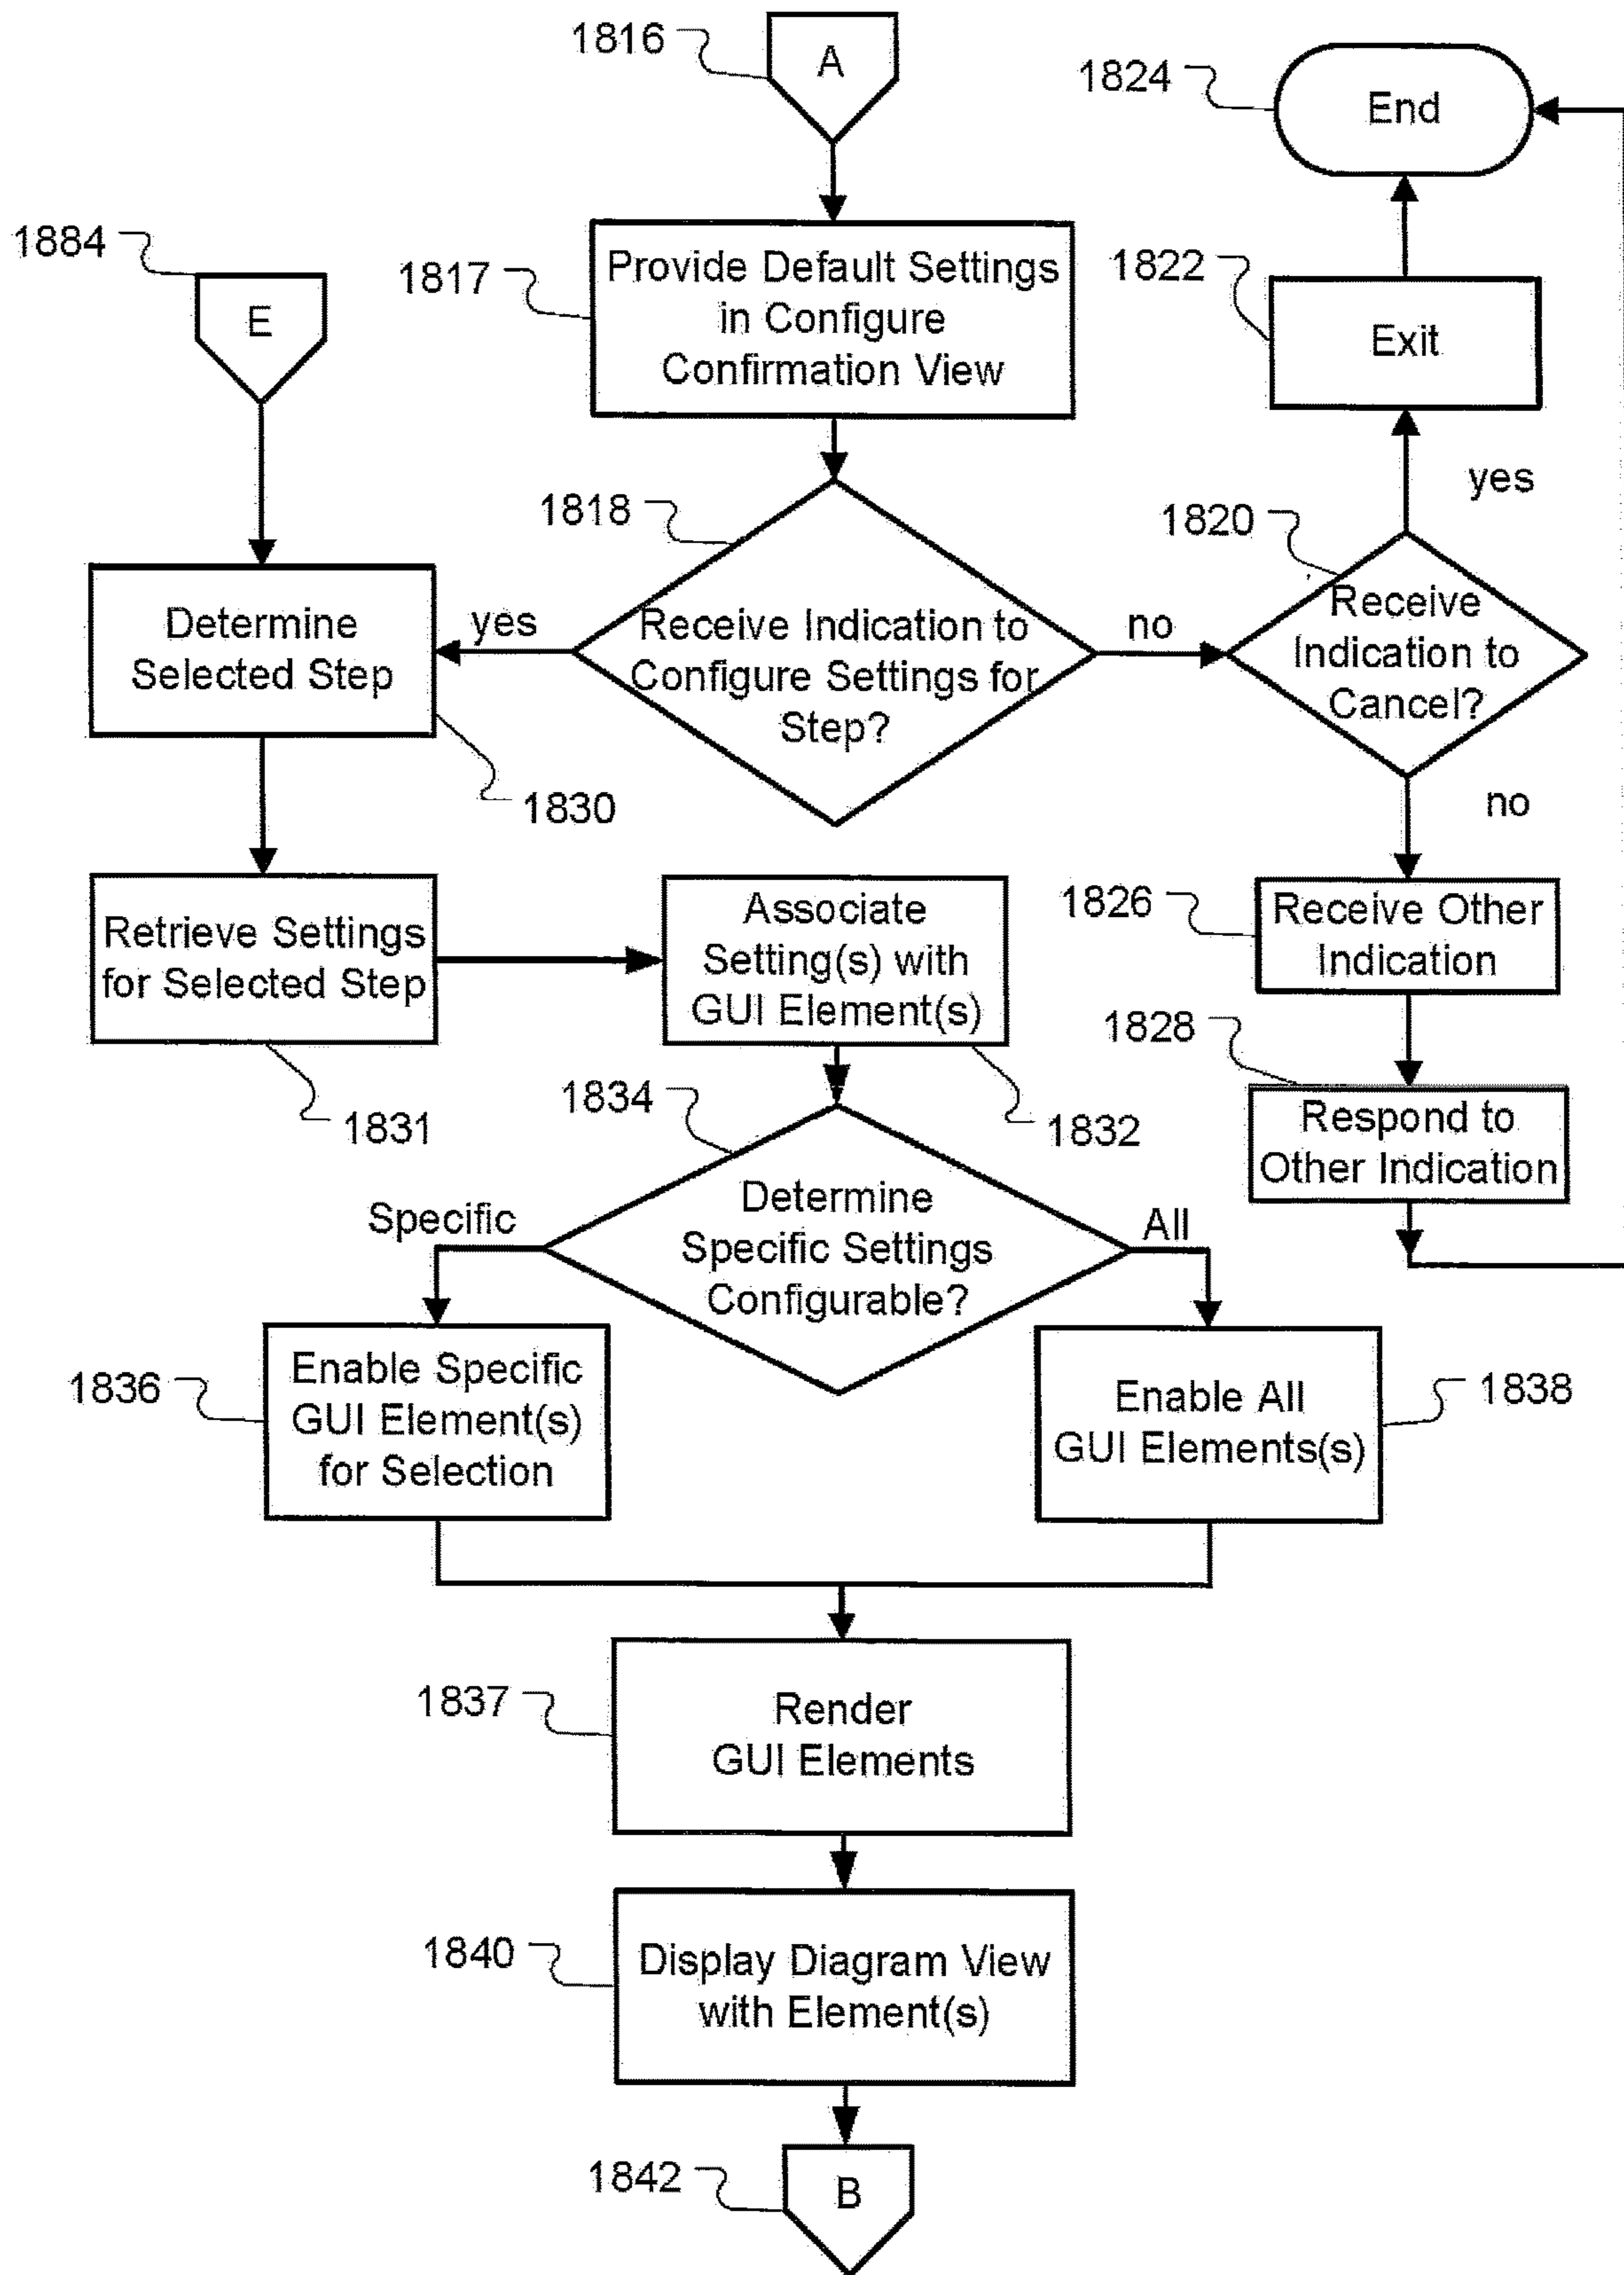 1816
A
1824
End
1884
E
1817
Provide Default Settings
in Configure
Confirmation View
1822
Exit
yes
1818
1820
Determine
Selected Step
yes
Receive Indication to
Configure Settings for
Step?
no
Receive
Indication to
Cancel?
1830
no
Retrieve Settings
for Selected Step
Associate
Setting(s) with
GUI Element(s)
1826
Receive Other
Indication
1831
1834
1832
1828
Respond to
Other Indication
Specific
Determine
Specific Settings
Configurable?
All
1836
Enable Specific
GUI Element(s)
for Selection
Enable All
GUI Elements(s)
1838
1837
Render
GUI Elements
1840
Display Diagram View
with Element(s)
1842
B